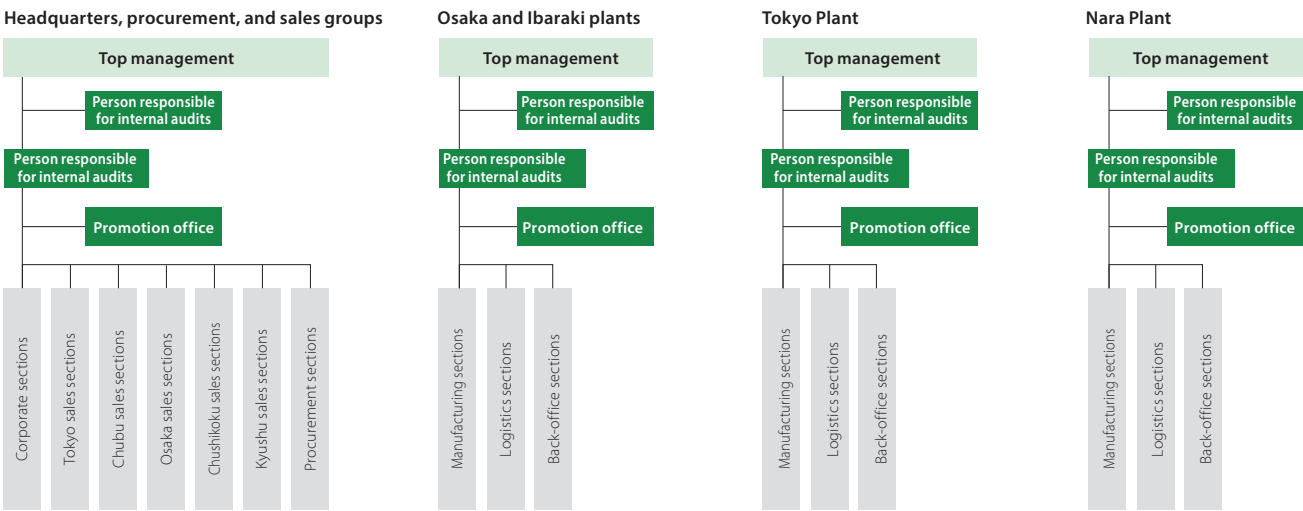 Headquarters, procurement, and sales groups
Top management
Person responsible
for internal audits
Person responsible
for internal audits
Promotion office
Corporate sections
Tokyo sales sections
Chubu sales sections
Osaka sales sections
Chushikoku sales sections
Kyushu sales sections
Procurement sections
Osaka and Ibaraki plants
Top management
Person responsible
for internal audits
Person responsible
for internal audits
Promotion office
Manufacturing sections
Logistics sections
Back-office sections
Tokyo Plant
Top management
Person responsible
for internal audits
Person responsible
for internal audits
Promotion office
Manufacturing sections
Logistics sections
Back-office sections
Nara Plant
Top management
Person responsible
for internal audits
Person responsible
for internal audits
Promotion office
Manufacturing sections
Logistics sections
Back-office sections